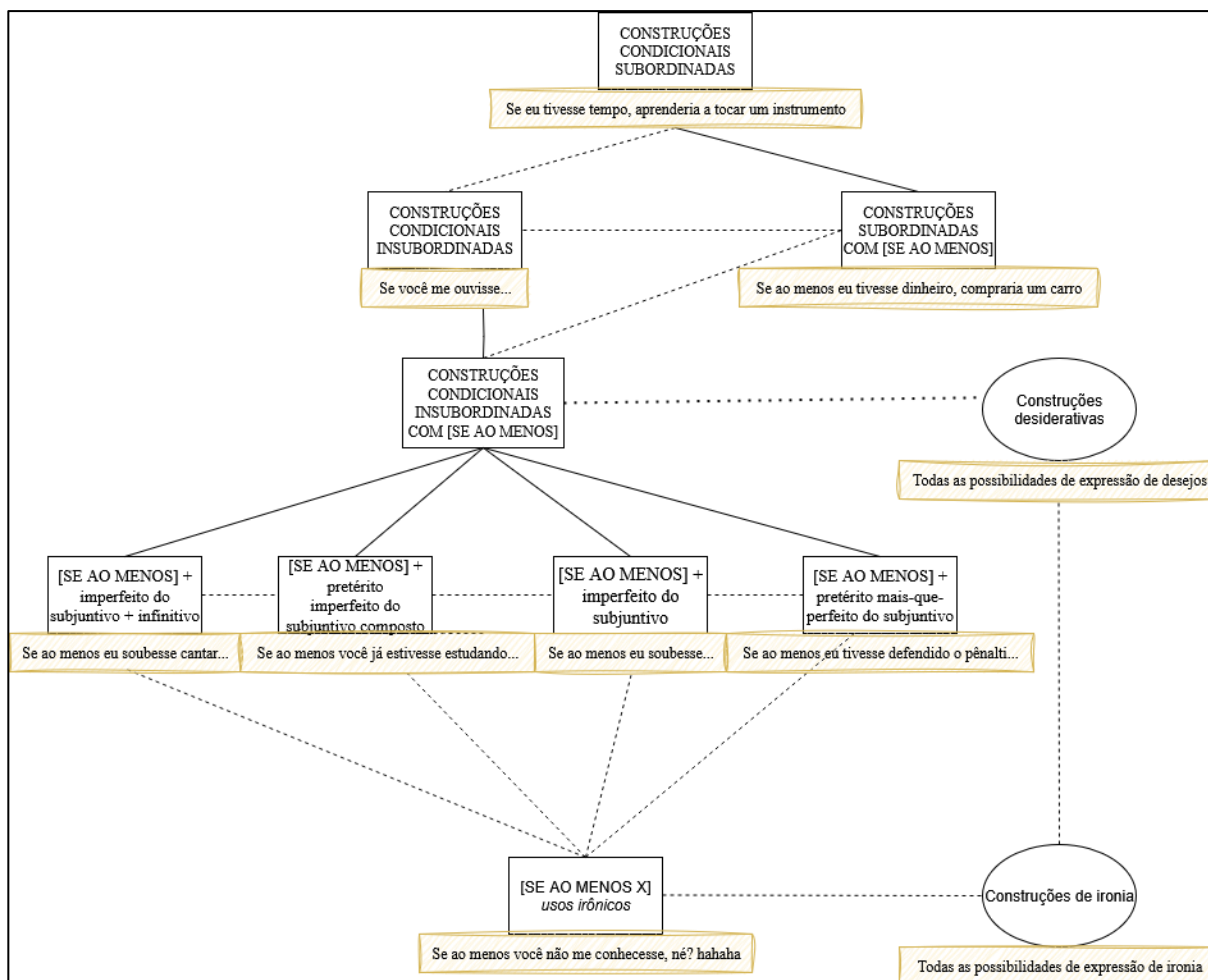 CONSTRUÇÕES
CONDICIONAIS
SUBORDINADAS
Se eu tivesse tempo, aprenderia a tocar um instrumento
CONSTRUÇÕES
CONDICIONAIS
INSUBORDINADAS
Se você me ouvisse...
CONSTRUÇÕES
SUBORDINADAS
COM [SE AO MENOS]
Se ao menos eu tivesse dinheiro, compraria um carro
CONSTRUÇÕES
CONDICIONAIS
INSUBORDINADAS
COM [SE AO MENOS]
Construções
desiderativas
Todas as possibilidades de expressão de desejos
[SE AO MENOS] +
imperfeito do
subjuntivo + infinitivo
Se ao menos eu soubesse cantar...
[SE AO MENOS] +
pretérito
imperfeito do
subjuntivo composto
Se ao menos você já estivesse estudando...
[SE AO MENOS] +
imperfeito do
subjuntivo
Se ao menos eu soubesse...
[SE AO MENOS] +
pretérito mais-que-
perfeito do subjuntivo
Se ao menos eu tivesse defendido o pênalti...
[SE AO MENOS X]
usos irônicos
Se ao menos você não me conhecesse, né? hahaha
Construções de ironia
Todas as possibilidades de expressão de ironia